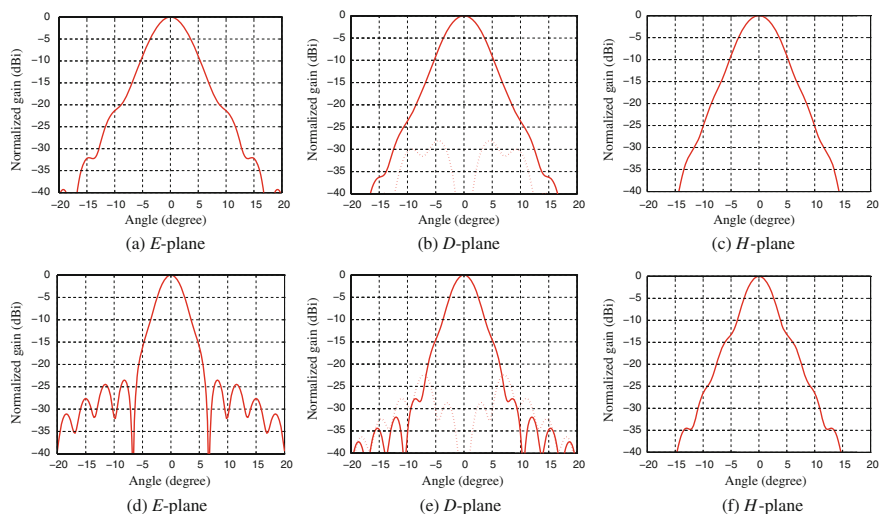 0
−5
−10
−15
−20
−25
−30
−35
−40
Normalized gain (dBi)
−20 −15 −10 −5 0 5 10 15 20
Angle (degree)
(a) E-plane
0
−5
−10
−15
−20
−25
−30
−35
−40
Normalized gain (dBi)
−20 −15 −10 −5 0 5 10 15 20
Angle (degree)
(b) D-plane
0
−5
−10
−15
−20
−25
−30
−35
−40
Normalized gain (dBi)
−20 −15 −10 −5 0 5 10 15 20
Angle (degree)
(c) H-plane
0
−5
−10
−15
−20
−25
−30
−35
−40
Normalized gain (dBi)
−20 −15 −10 −5 0 5 10 15 20
Angle (degree)
(d) E-plane
0
−5
−10
−15
−20
−25
−30
−35
−40
Normalized gain (dBi)
−20 −15 −10 −5 0 5 10 15 20
Angle (degree)
(e) D-plane
0
−5
−10
−15
−20
−25
−30
−35
−40
Normalized gain (dBi)
−20 −15 −10 −5 0 5 10 15 20
Angle (degree)
(f) H-plane